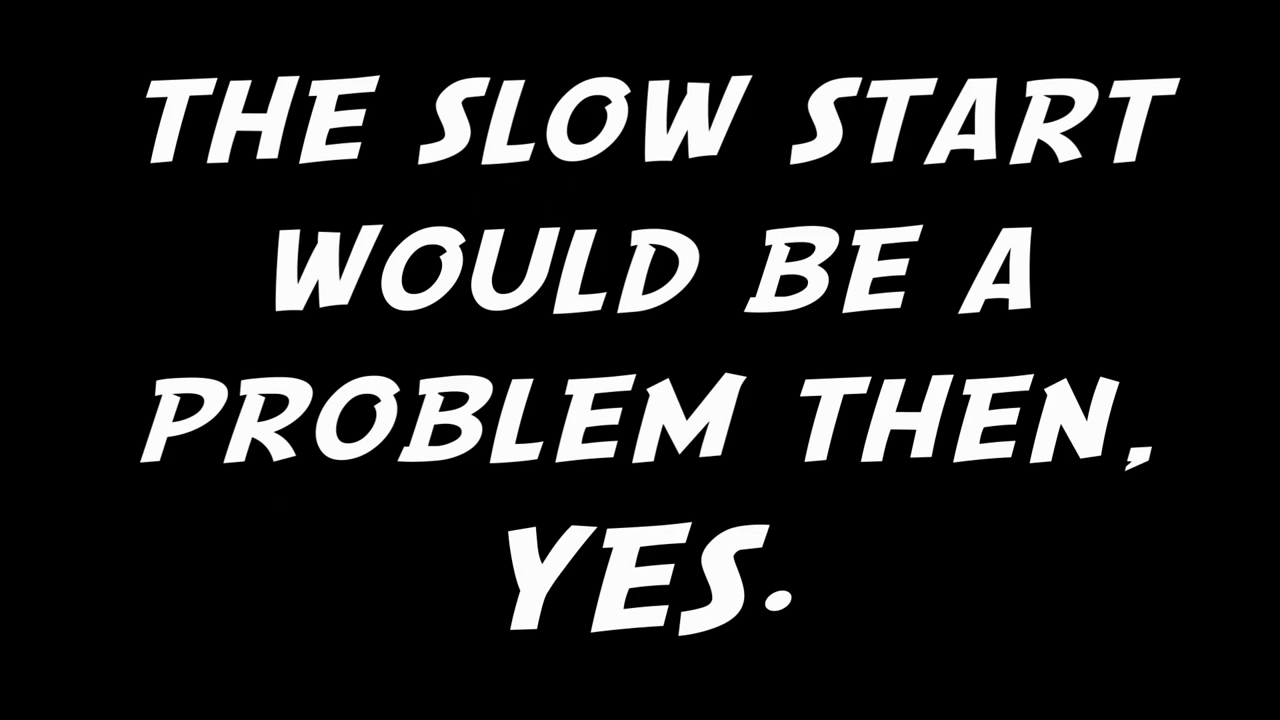 THE SLOW START
WOULD BE A
PROBLEM THEN,
YES.